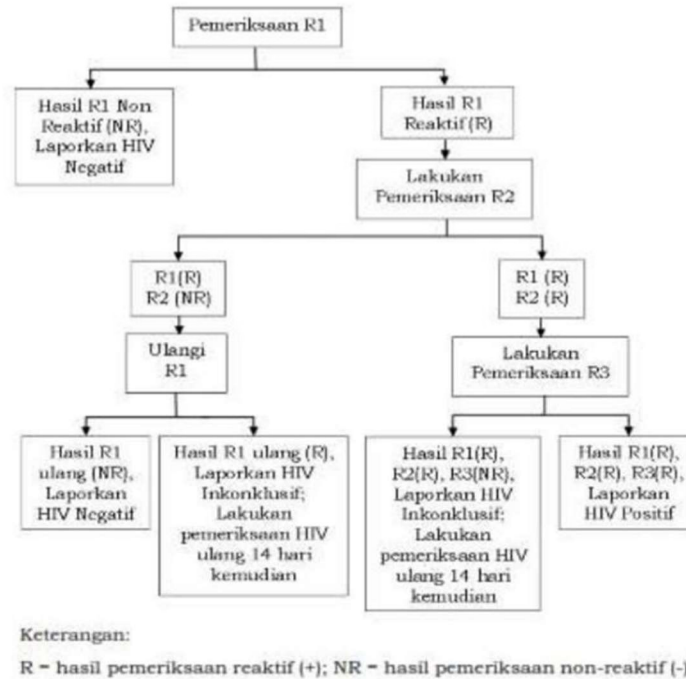 Pemeriksaan R1
Hasil R1 Non
Reaktif (NR),
Laporkan HIV
Negatif
Hasil R1
Reaktif (R)
Lakukan
Pemeriksaan R2
R1(R)
R2 (NR)
R1 (R)
R2 (R)
Ulangi
R1
Lakukan
Pemeriksaan R3
Hasil R1
ulang (NR),
Laporkan
HIV Negatif
Hasil R1 ulang (R),
Laporkan HIV
Inkonklusif;
Lakukan
pemeriksaan HIV
ulang 14 hari
kemudian
Hasil R1(R),
R2(R), R3(NR),
Laporkan HIV
Inkonklusif;
Lakukan
pemeriksaan HIV
ulang 14 hari
kemudian
Hasil R1(R),
R2(R), R3(R),
Laporkan
HIV Positif
Keterangan:
R = hasil pemeriksaan reaktif (+); NR = hasil pemeriksaan non-reaktif (-)